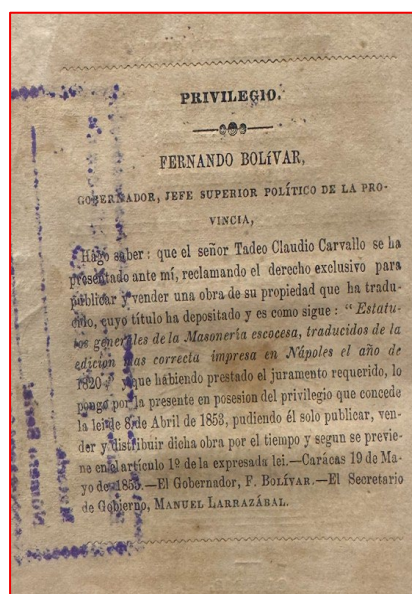 PRIVILEGIO.
FERNANDO BOLÍVAR,
GOBERNADOR, JEFE SUPERIOR POLÍTICO DE LA PRO-
VINCIA,
Hago saber : que el señor Tadeo Claudio Carvallo se ha
presentado ante mí, reclamando el derecho exclusivo para
publicar y vender una obra de su propiedad que ha tradu-
cido, cuyo título ha depositado y es como sigue : “ Estatu-
tos generales de la Masonería escocesa, traducidos de la
edicion mas correcta impresa en Nápoles el año de
1820 ” y que habiendo prestado el juramento requerido, lo
pongo por la presente en posesion del privilegio que concede
la lei de 8 de Abril de 1853, pudiendo él solo publicar, ven-
der y distribuir dicha obra por el tiempo y segun se previe-
ne en el artículo 1º de la expresada lei.—Carácas 19 de Ma-
yo de 1855.—El Gobernador, F. BOLÍVAR.—El Secretario
de Gobierno, MANUEL LARRAZÁBAL.